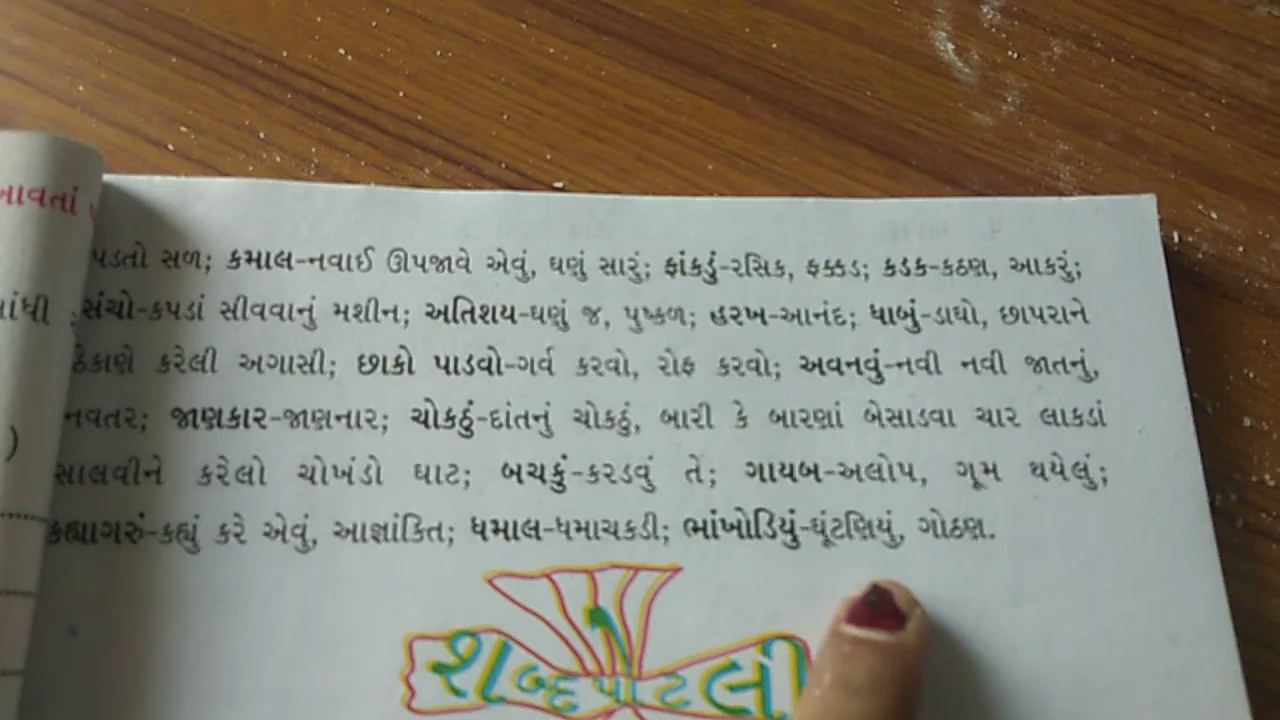 પડતો સળ; કમાલ-નવાઈ ઊપજાવે એવું, ઘણું સારું; ફાંકડું-રસિક, ફક્કડ; કડક-કઠણ, આકરું;
સંચો-કપડાં સીવવાનું મશીન; અતિશય-ઘણું જ, પુષ્કળ; હરખ-આનંદ; ધાબું-ડાઘો, છાપરાને
ઠેકાણે કરેલી અગાસી; છાકો પાડવો-ગર્વ કરવો, રોફ કરવો; અવનવું-નવી નવી જાતનું,
નવતર; જાણકાર-જાણનાર; ચોકઠું-દાંતનું ચોકઠું, બારી કે બારણાં બેસાડવા ચાર લાકડાં
સાલવીને કરેલો ચોખંડો ઘાટ; બચકું-કરડવું તે; ગાયબ-અલોપ, ગૂમ થયેલું;
કહ્યાગરું-કહ્યું કરે એવું, આજ્ઞાંકિત; ધમાલ-ધમાચકડી; ભાંખોડિયું-ઘૂંટણિયું, ગોઠણ.
શબ્દપોટલી